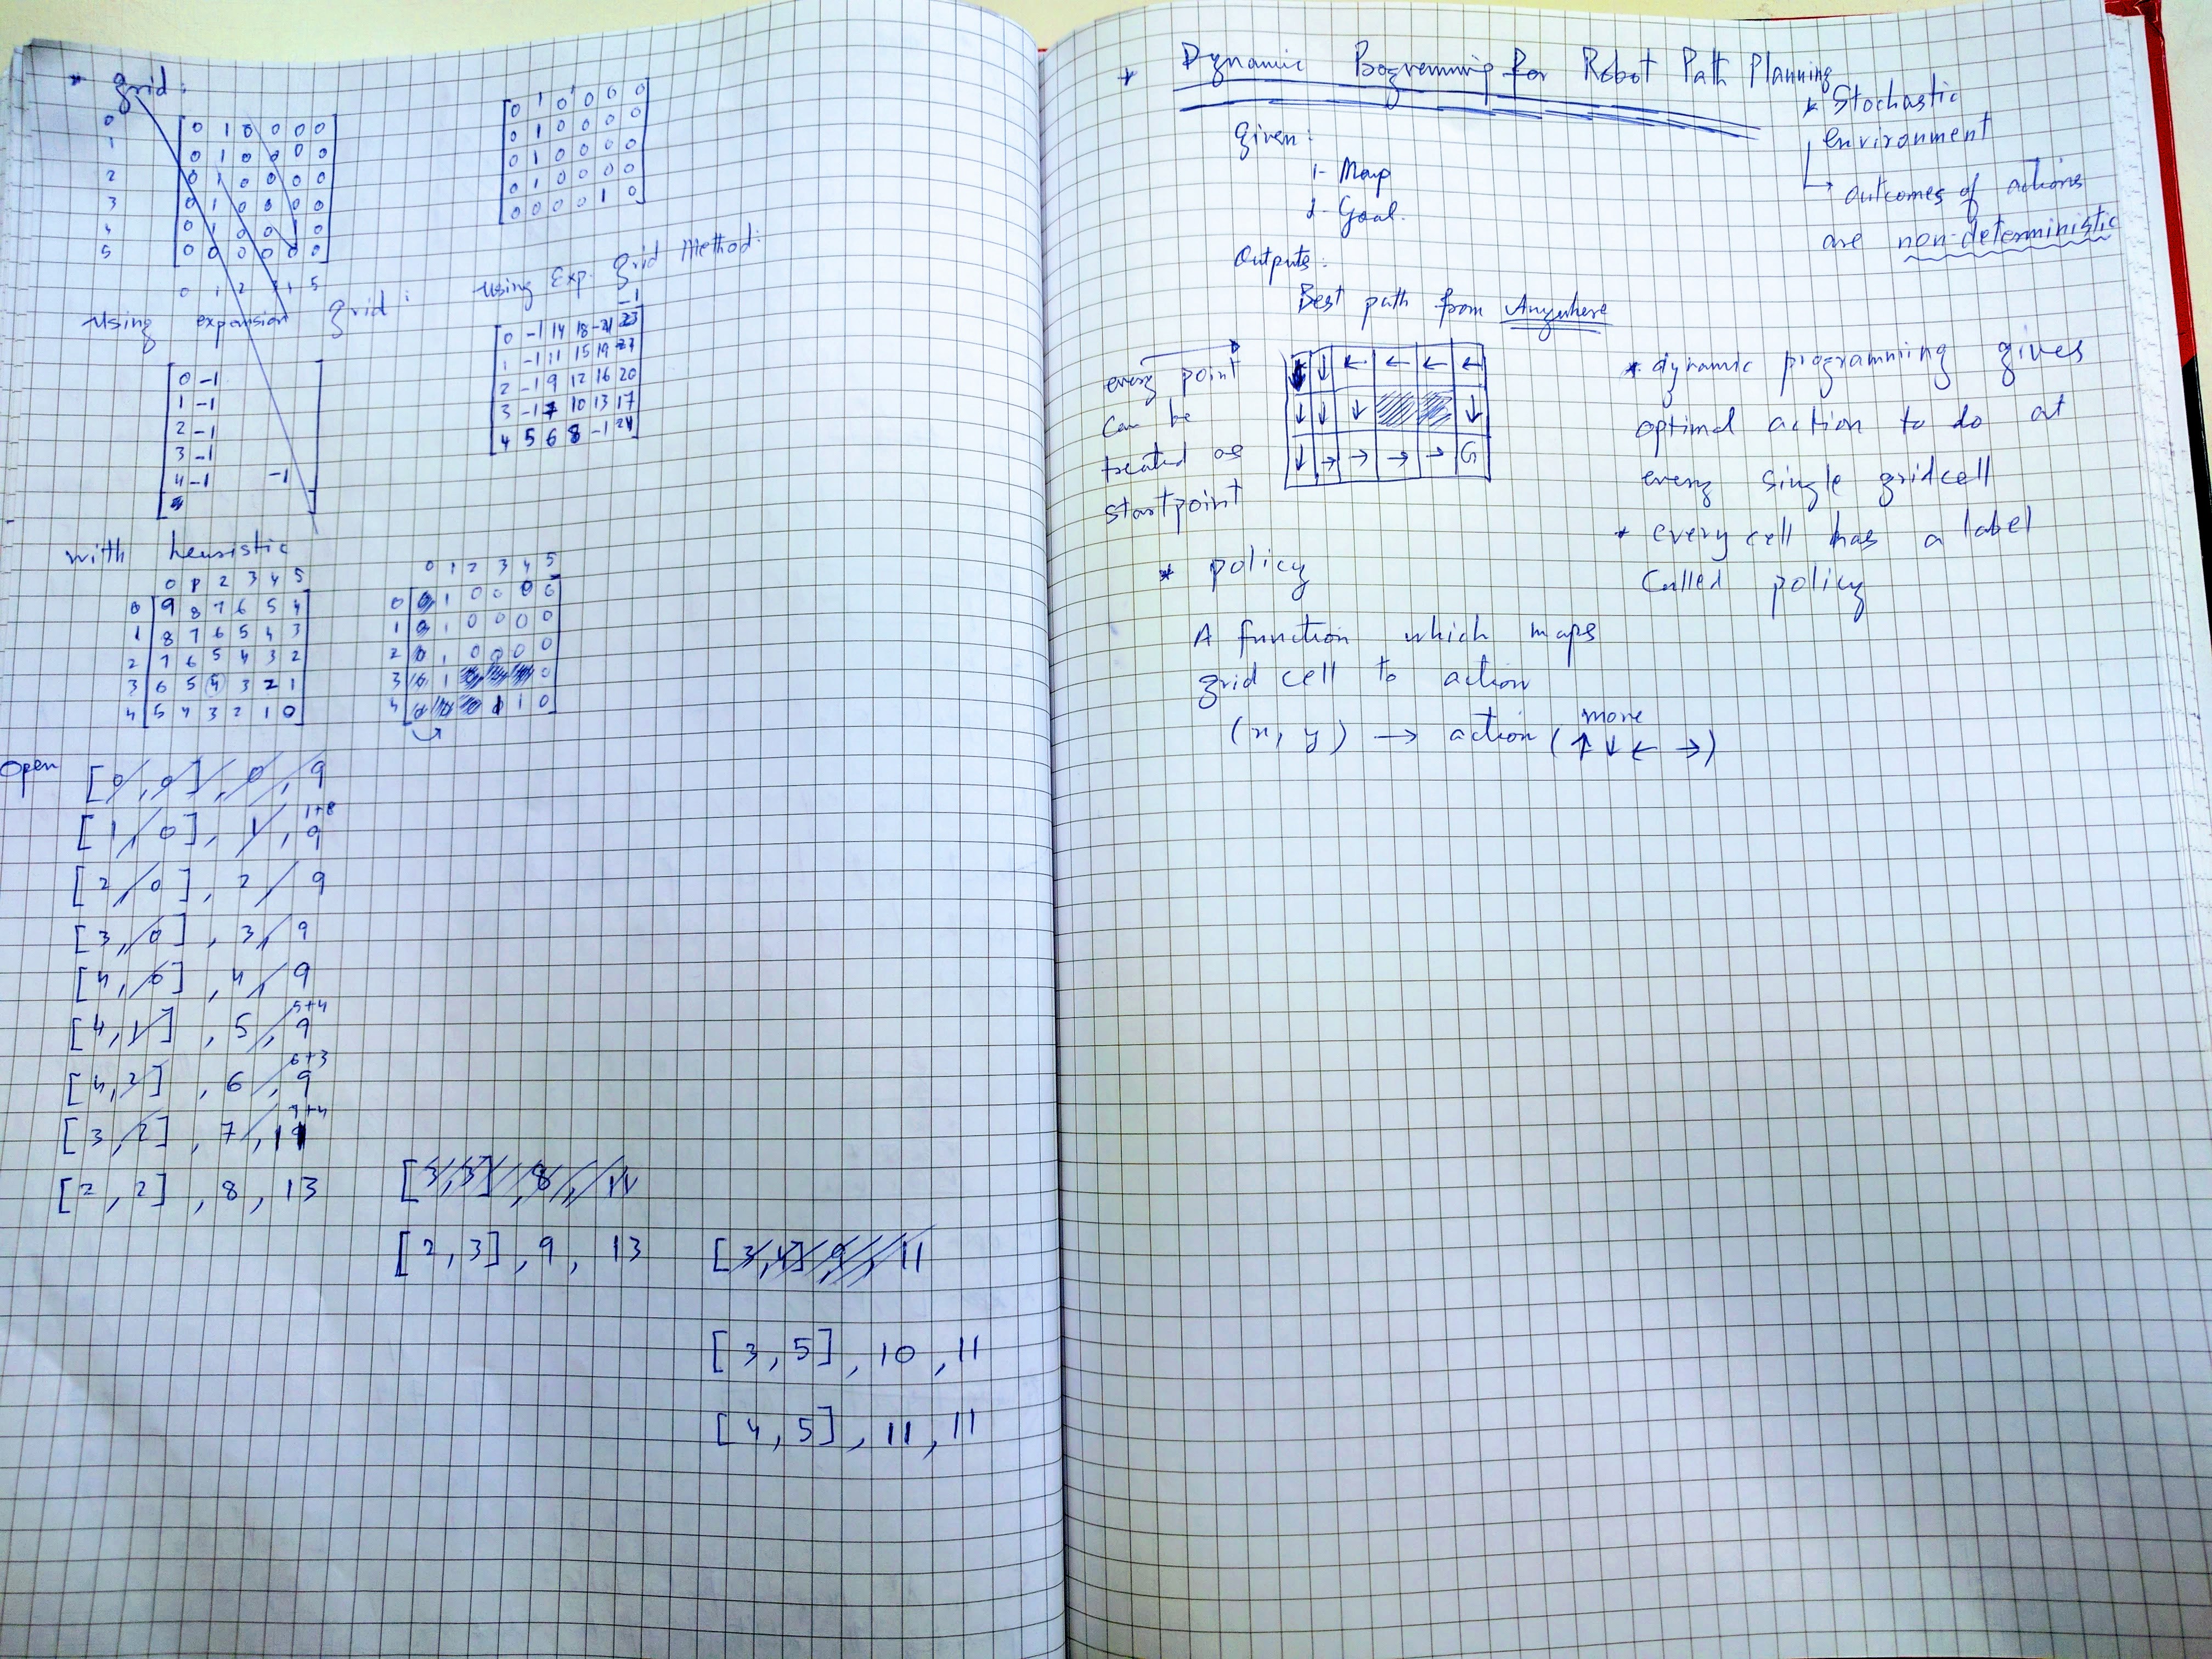 * grid:
0 [0 1 0 0 0 0]
1 [0 1 0 0 0 0]
2 [0 1 0 0 0 0]
3 [0 1 0 0 0 0]
4 [0 1 0 0 1 0]
5 [0 0 0 0 0 0]
0 1 2 3 4 5
[0 1 0 0 0 0]
[0 1 0 0 0 0]
[0 1 0 0 0 0]
[0 1 0 0 0 0]
[0 0 0 0 1 0]
using expansion grid:
[0 -1
1 -1
2 -1
3 -1
4 -1 -1
5 ]
using Exp. grid Method:
-1
[0 -1 14 18 -21 23]
[1 -1 11 15 19 23]
[2 -1 9 12 16 20]
[3 -1 7 10 13 17]
[4 5 6 8 -1 21]
with heuristic
0 1 2 3 4 5
0 [9 8 7 6 5 4]
1 [8 7 6 5 4 3]
2 [7 6 5 4 3 2]
3 [6 5 4 3 2 1]
4 [5 4 3 2 1 0]
0 1 2 3 4 5
0 [0 1 0 0 0 0]
1 [0 1 0 0 0 0]
2 [0 1 0 0 0 0]
3 [0 1 0]
4 [1 1 0]
Open [0,0], 0, 9
1+8
[1,0], 1, 9
[2,0], 2, 9
[3,0], 3, 9
[4,0], 4, 9
5+4
[4,1], 5, 9
6+3
[4,2], 6, 9
7+4
[3,2], 7, 11
[2,2], 8, 13 [3,3], 8, 11
[2,3], 9, 13 [3,4], 9, 11
[3,5], 10, 11
[4,5], 11, 11
* Dynamic Programming for Robot Path Planning
* Stochastic
environment
↳ outcomes of actions
are non-deterministic
Given:
1- Map
2- Goal.
Outputs:
Best path from Anywhere
every point
can be
treated as
startpoint
↓ ↓ ← ← ← ←
↓ ↓ ↓ ↓
↓ → → → → G
* dynamic programming gives
optimal action to do at
every single gridcell
* every cell has a label
Called policy
* policy
A function which maps
grid cell to action
move
(x, y) → action (↑ ↓ ← →)